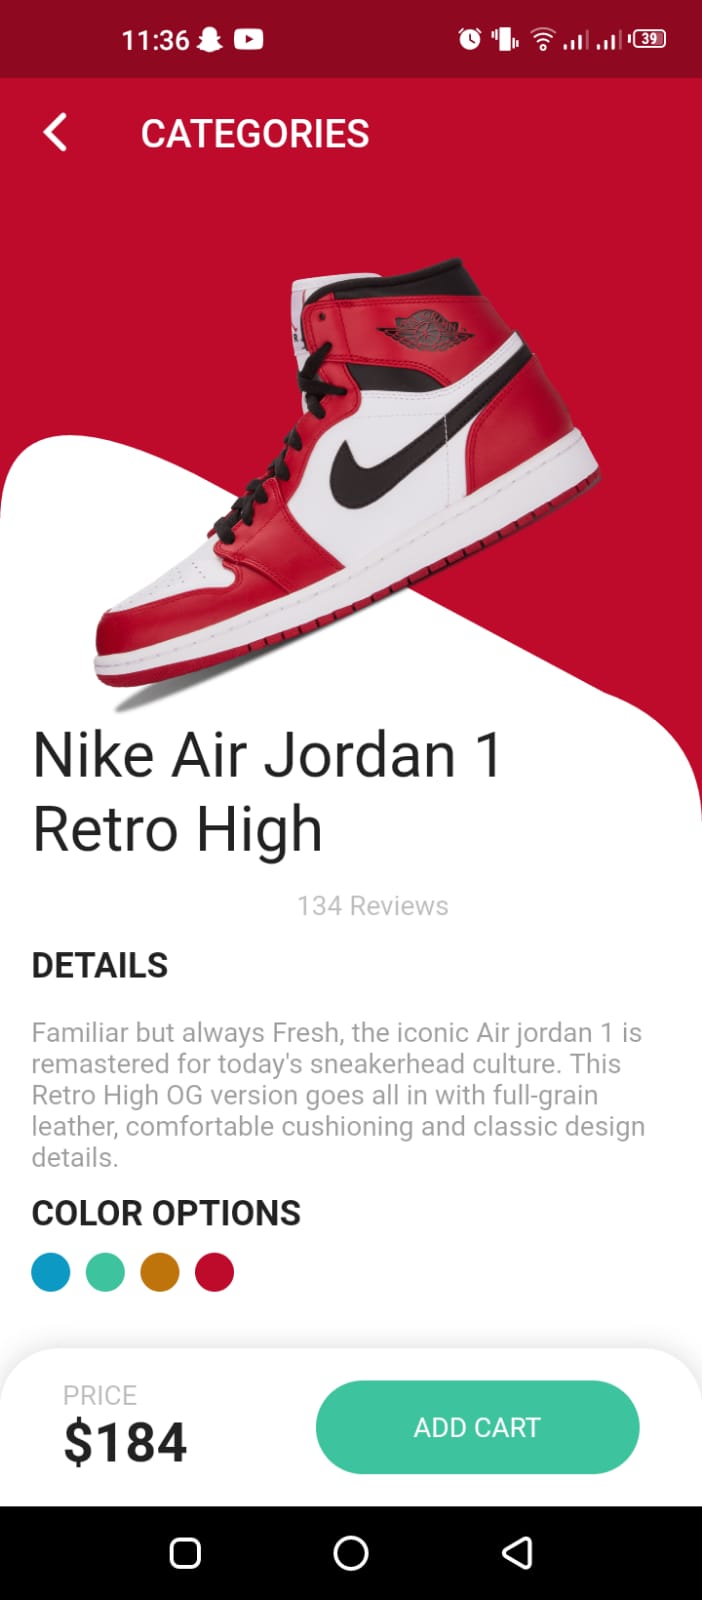 11:36
39
CATEGORIES
Nike Air Jordan 1
Retro High
134 Reviews
DETAILS
Familiar but always Fresh, the iconic Air jordan 1 is
remastered for today's sneakerhead culture. This
Retro High OG version goes all in with full-grain
leather, comfortable cushioning and classic design
details.
COLOR OPTIONS
PRICE
$184
ADD CART